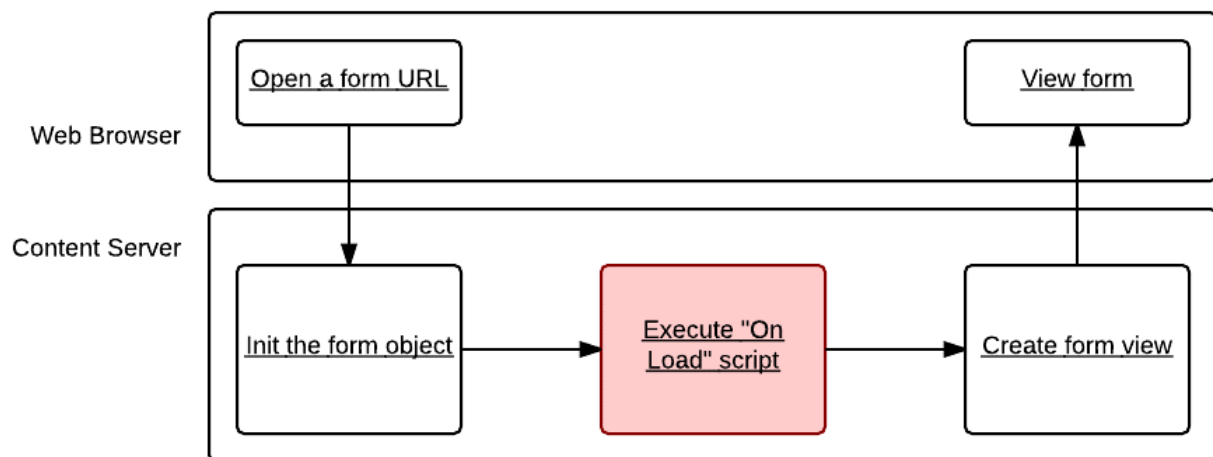 Open a form URL
View form
Web Browser
Content Server
Init the form object
Execute "On
Load" script
Create form view